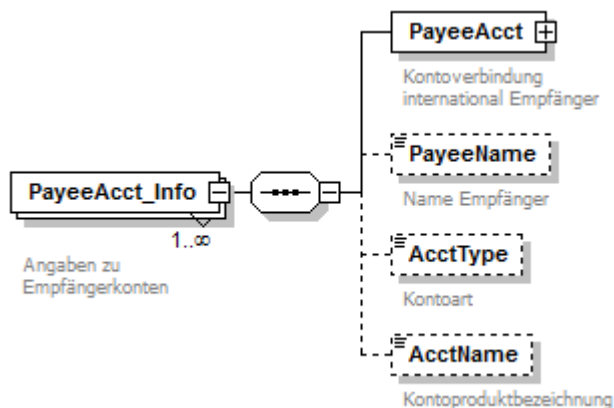 PayeeAcct
Kontoverbindung
international Empfänger
PayeeName
Name Empfänger
PayeeAcct_Info
1..∞
Angaben zu
Empfängerkonten
AcctType
Kontoart
AcctName
Kontoproduktbezeichnung